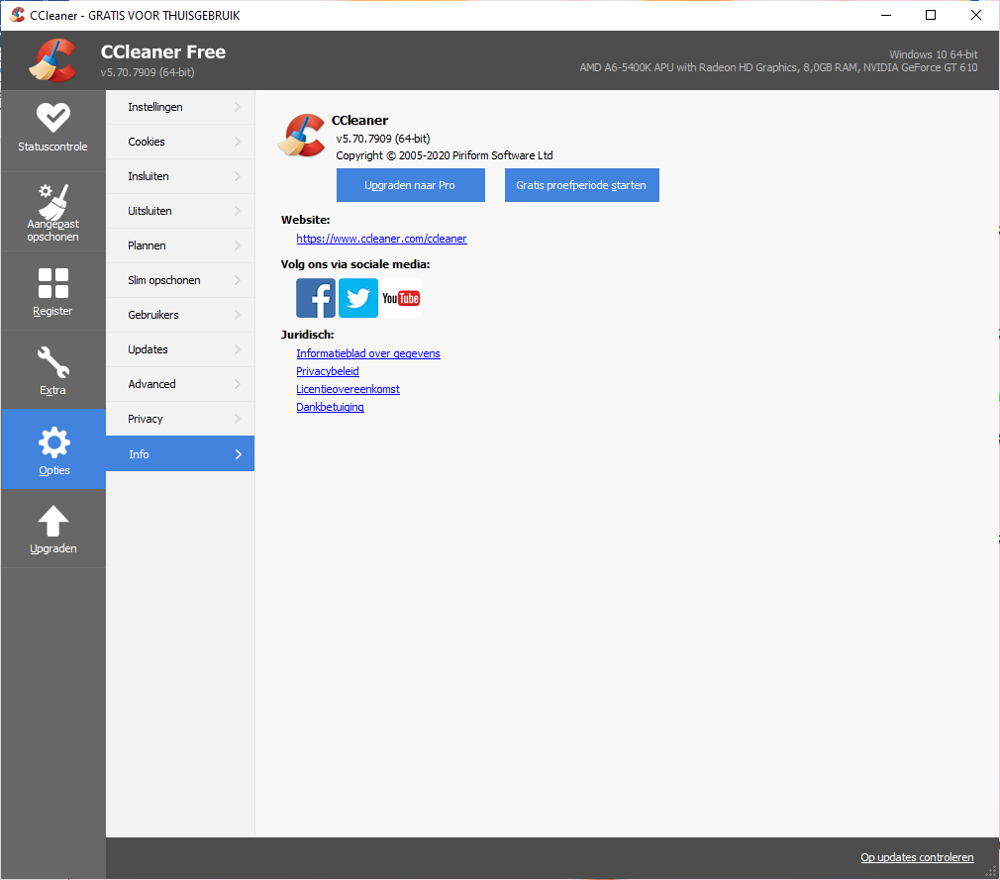 CCleaner - GRATIS VOOR THUISGEBRUIK
CCleaner Free
v5.70.7909 (64-bit)
Windows 10 64-bit
AMD A6-5400K APU with Radeon HD Graphics, 8,0GB RAM, NVIDIA GeForce GT 610
Statuscontrole
Aangepast
opschonen
Register
Extra
Opties
Upgraden
Instellingen
Cookies
Insluiten
Uitsluiten
Plannen
Slim opschonen
Gebruikers
Updates
Advanced
Privacy
Info
CCleaner
v5.70.7909 (64-bit)
Copyright © 2005-2020 Piriform Software Ltd
Upgraden naar Pro
Gratis proefperiode starten
Website:
https://www.ccleaner.com/ccleaner
Volg ons via sociale media:
You Tube
Juridisch:
Informatieblad over gegevens
Privacybeleid
Licentieovereenkomst
Dankbetuiging
Op updates controleren